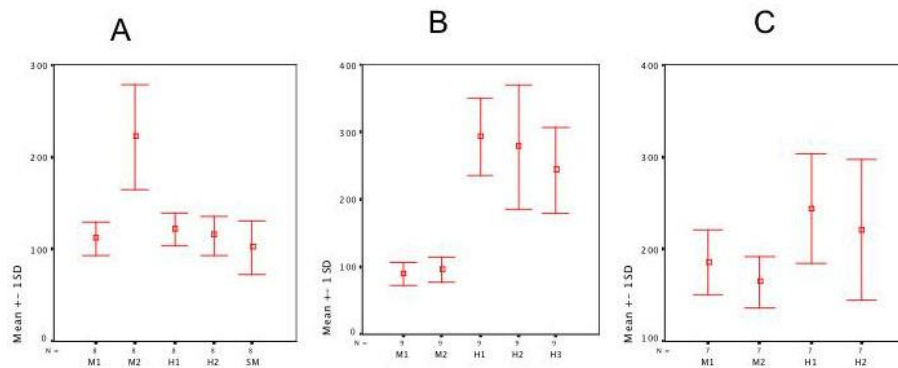 A
300
200
100
0
Mean +- 1 SD
N = 8 8 8 8 8
M1 M2 H1 H2 SM
B
400
300
200
100
0
Mean +- 1 SD
N = 9 9 9 9 9
M1 M2 H1 H2 H3
C
400
300
200
100
Mean +- 1 SD
N = 7 7 7 7
M1 M2 H1 H2